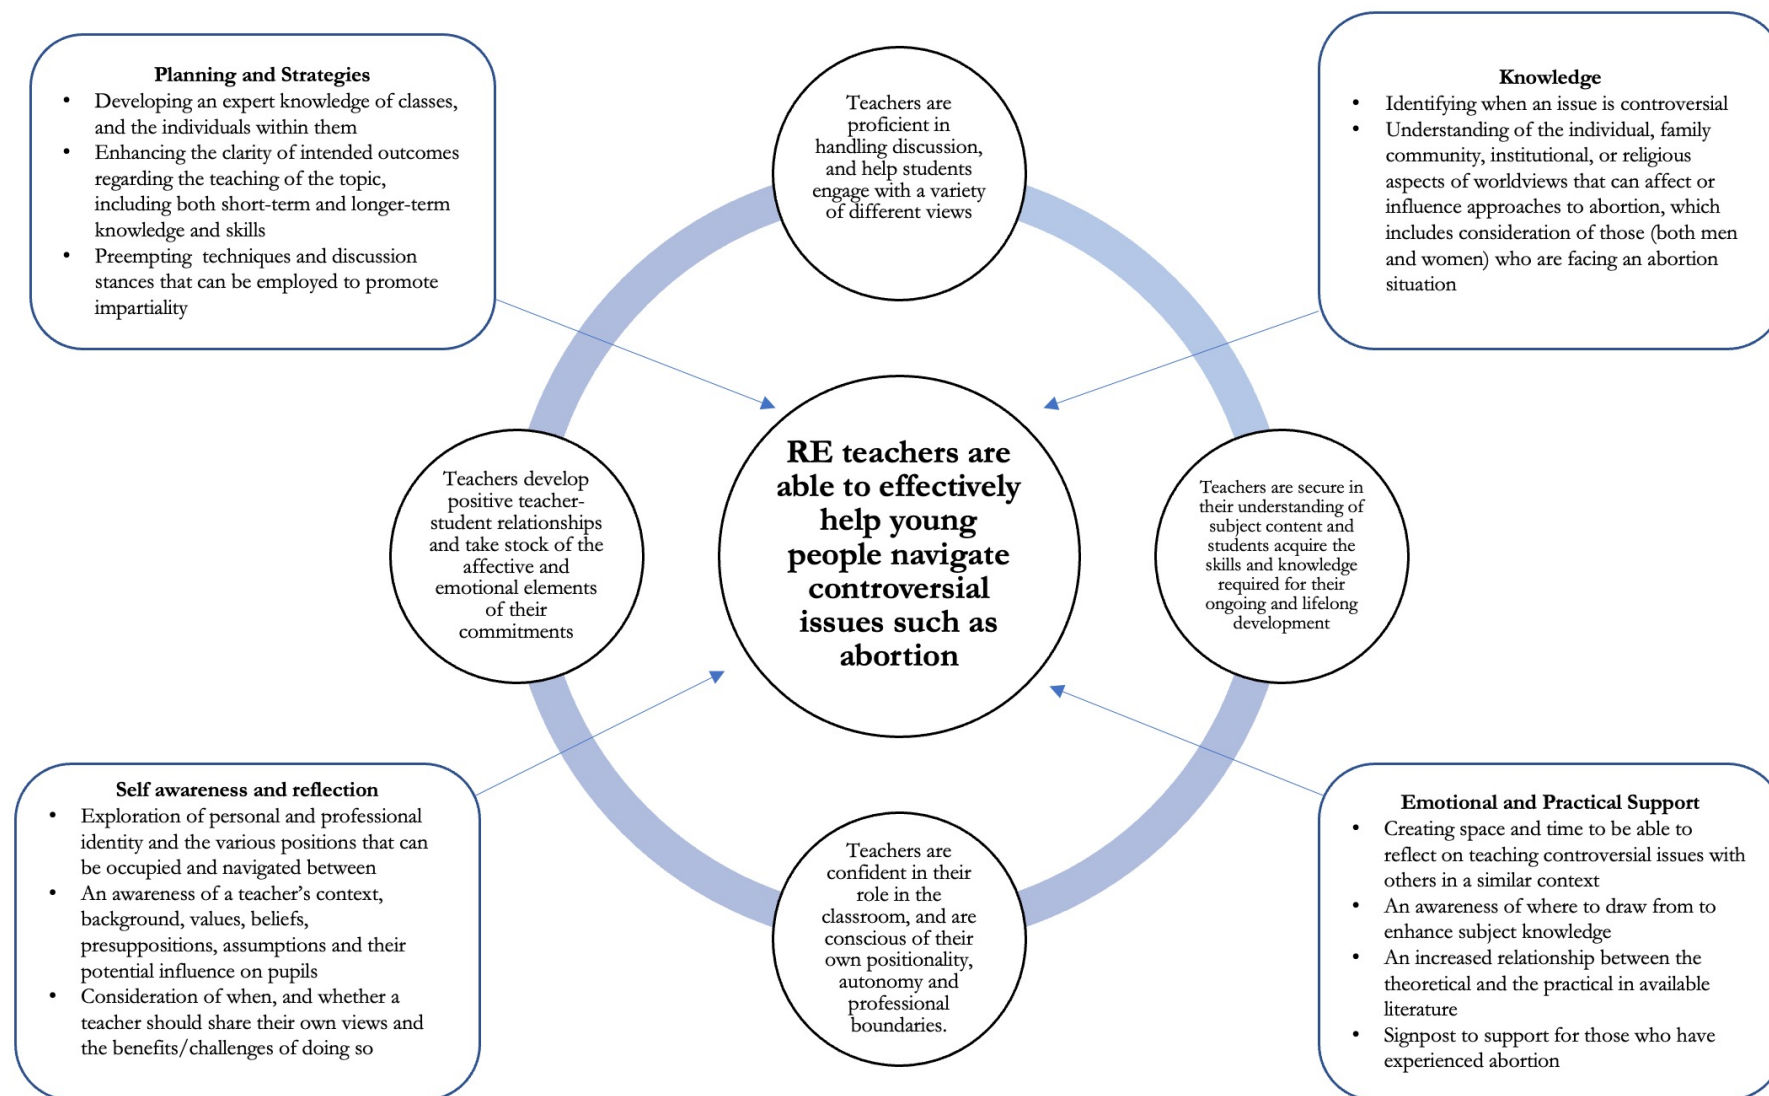 Planning and Strategies
• Developing an expert knowledge of classes,
and the individuals within them
• Enhancing the clarity of intended outcomes
regarding the teaching of the topic,
including both short-term and longer-term
knowledge and skills
• Preempting techniques and discussion
stances that can be employed to promote
impartiality
Teachers are
proficient in
handling discussion,
and help students
engage with a variety
of different views
Knowledge
• Identifying when an issue is controversial
• Understanding of the individual, family
community, institutional, or religious
aspects of worldviews that can affect or
influence approaches to abortion, which
includes consideration of those (both men
and women) who are facing an abortion
situation
Teachers develop
positive teacher-
student relationships
and take stock of the
affective and
emotional elements
of their
commitments
RE teachers are
able to effectively
help young
people navigate
controversial
issues such as
abortion
Teachers are secure in
their understanding of
subject content and
students acquire the
skills and knowledge
required for their
ongoing and lifelong
development
Self awareness and reflection
• Exploration of personal and professional
identity and the various positions that can
be occupied and navigated between
• An awareness of a teacher’s context,
background, values, beliefs,
presuppositions, assumptions and their
potential influence on pupils
• Consideration of when, and whether a
teacher should share their own views and
the benefits/challenges of doing so
Teachers are
confident in their
role in the
classroom, and are
conscious of their
own positionality,
autonomy and
professional
boundaries.
Emotional and Practical Support
• Creating space and time to be able to
reflect on teaching controversial issues with
others in a similar context
• An awareness of where to draw from to
enhance subject knowledge
• An increased relationship between the
theoretical and the practical in available
literature
• Signpost to support for those who have
experienced abortion